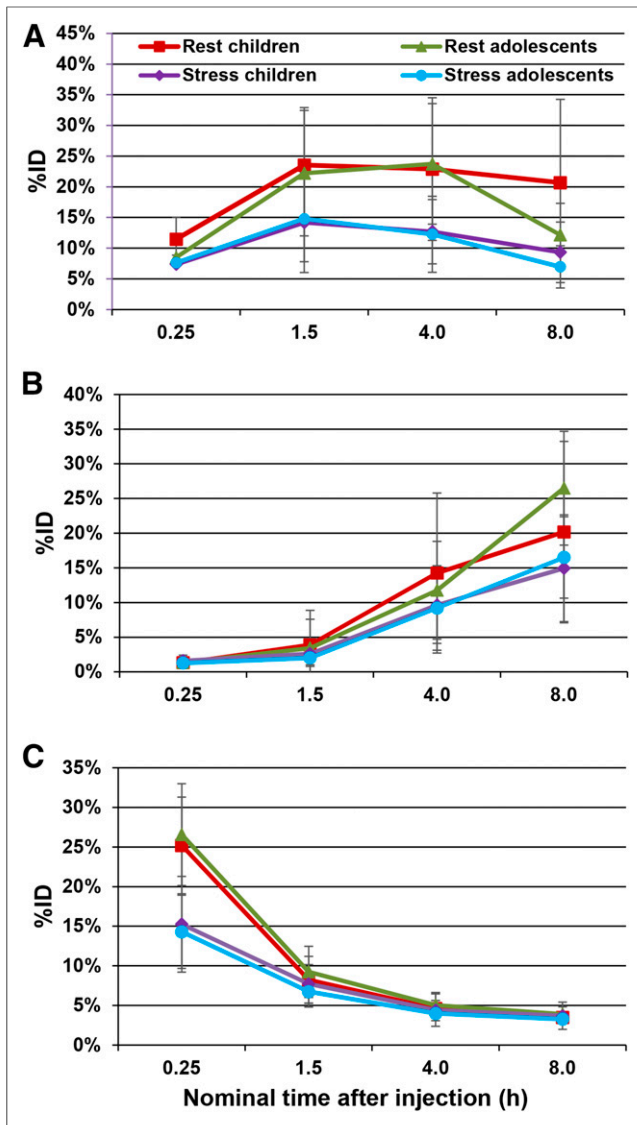 A
45%
Rest children
Rest adolescents
40%
Stress children
Stress adolescents
35%
30%
25%
20%
15%
10%
5%
0%
%ID
0.25 1.5 4.0 8.0
B
40%
35%
30%
25%
20%
15%
10%
5%
0%
%ID
0.25 1.5 4.0 8.0
C
35%
30%
25%
20%
15%
10%
5%
0%
%ID
0.25 1.5 4.0 8.0
Nominal time after injection (h)